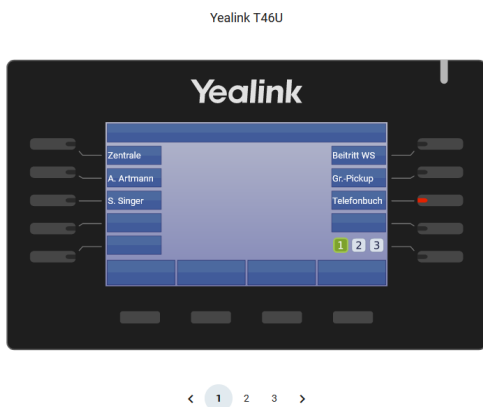 Yealink T46U
Yealink
Zentrale
Beitritt WS
A. Artmann
Gr.-Pickup
S. Singer
Telefonbuch
1 2 3
1 2 3